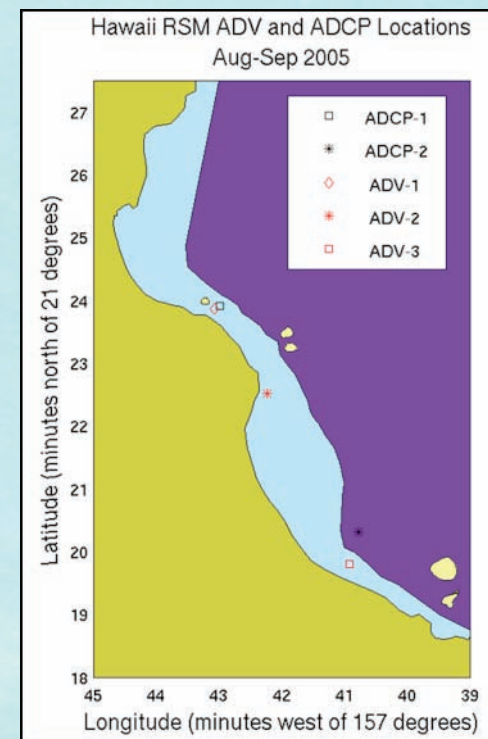 Hawaii RSM ADV and ADCP Locations
Aug-Sep 2005
ADCP-1
ADCP-2
ADV-1
ADV-2
ADV-3
Latitude (minutes north of 21 degrees)
27
26
25
24
23
22
21
20
19
18
45 44 43 42 41 40 39
Longitude (minutes west of 157 degrees)